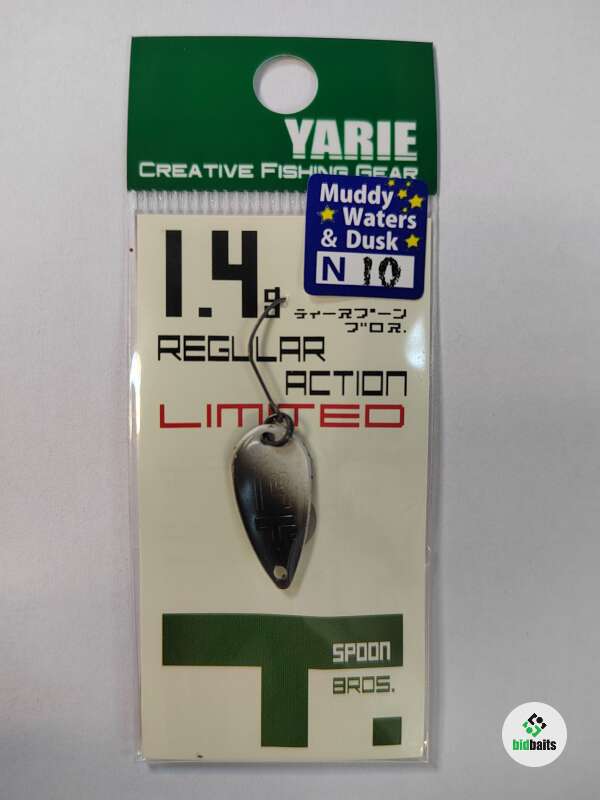 YARIE
CREATIVE FISHING GEAR
Muddy
Waters
& Dusk
N 10
1.4g
ティースプーン
ブロス.
REGULAR
ACTION
LIMITED
T.
SPOON
BROS.
bidbaits